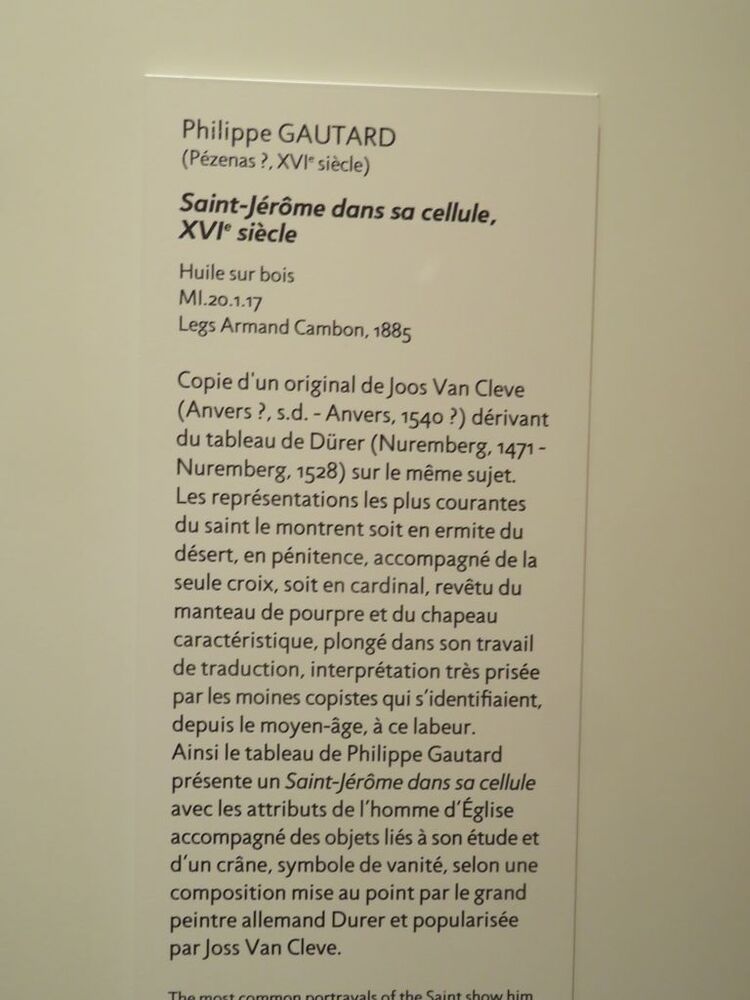 Philippe GAUTARD
(Pézenas ?, XVIe siècle)
Saint-Jérôme dans sa cellule,
XVIe siècle
Huile sur bois
MI.20.1.17
Legs Armand Cambon, 1885
Copie d'un original de Joos Van Cleve
(Anvers ?, s.d. - Anvers, 1540 ?) dérivant
du tableau de Dürer (Nuremberg, 1471 -
Nuremberg, 1528) sur le même sujet.
Les représentations les plus courantes
du saint le montrent soit en ermite du
désert, en pénitence, accompagné de la
seule croix, soit en cardinal, revêtu du
manteau de pourpre et du chapeau
caractéristique, plongé dans son travail
de traduction, interprétation très prisée
par les moines copistes qui s'identifiaient,
depuis le moyen-âge, à ce labeur.
Ainsi le tableau de Philippe Gautard
présente un Saint-Jérôme dans sa cellule
avec les attributs de l'homme d'Église
accompagné des objets liés à son étude et
d'un crâne, symbole de vanité, selon une
composition mise au point par le grand
peintre allemand Durer et popularisée
par Joss Van Cleve.
The most common portrayals of the Saint show him